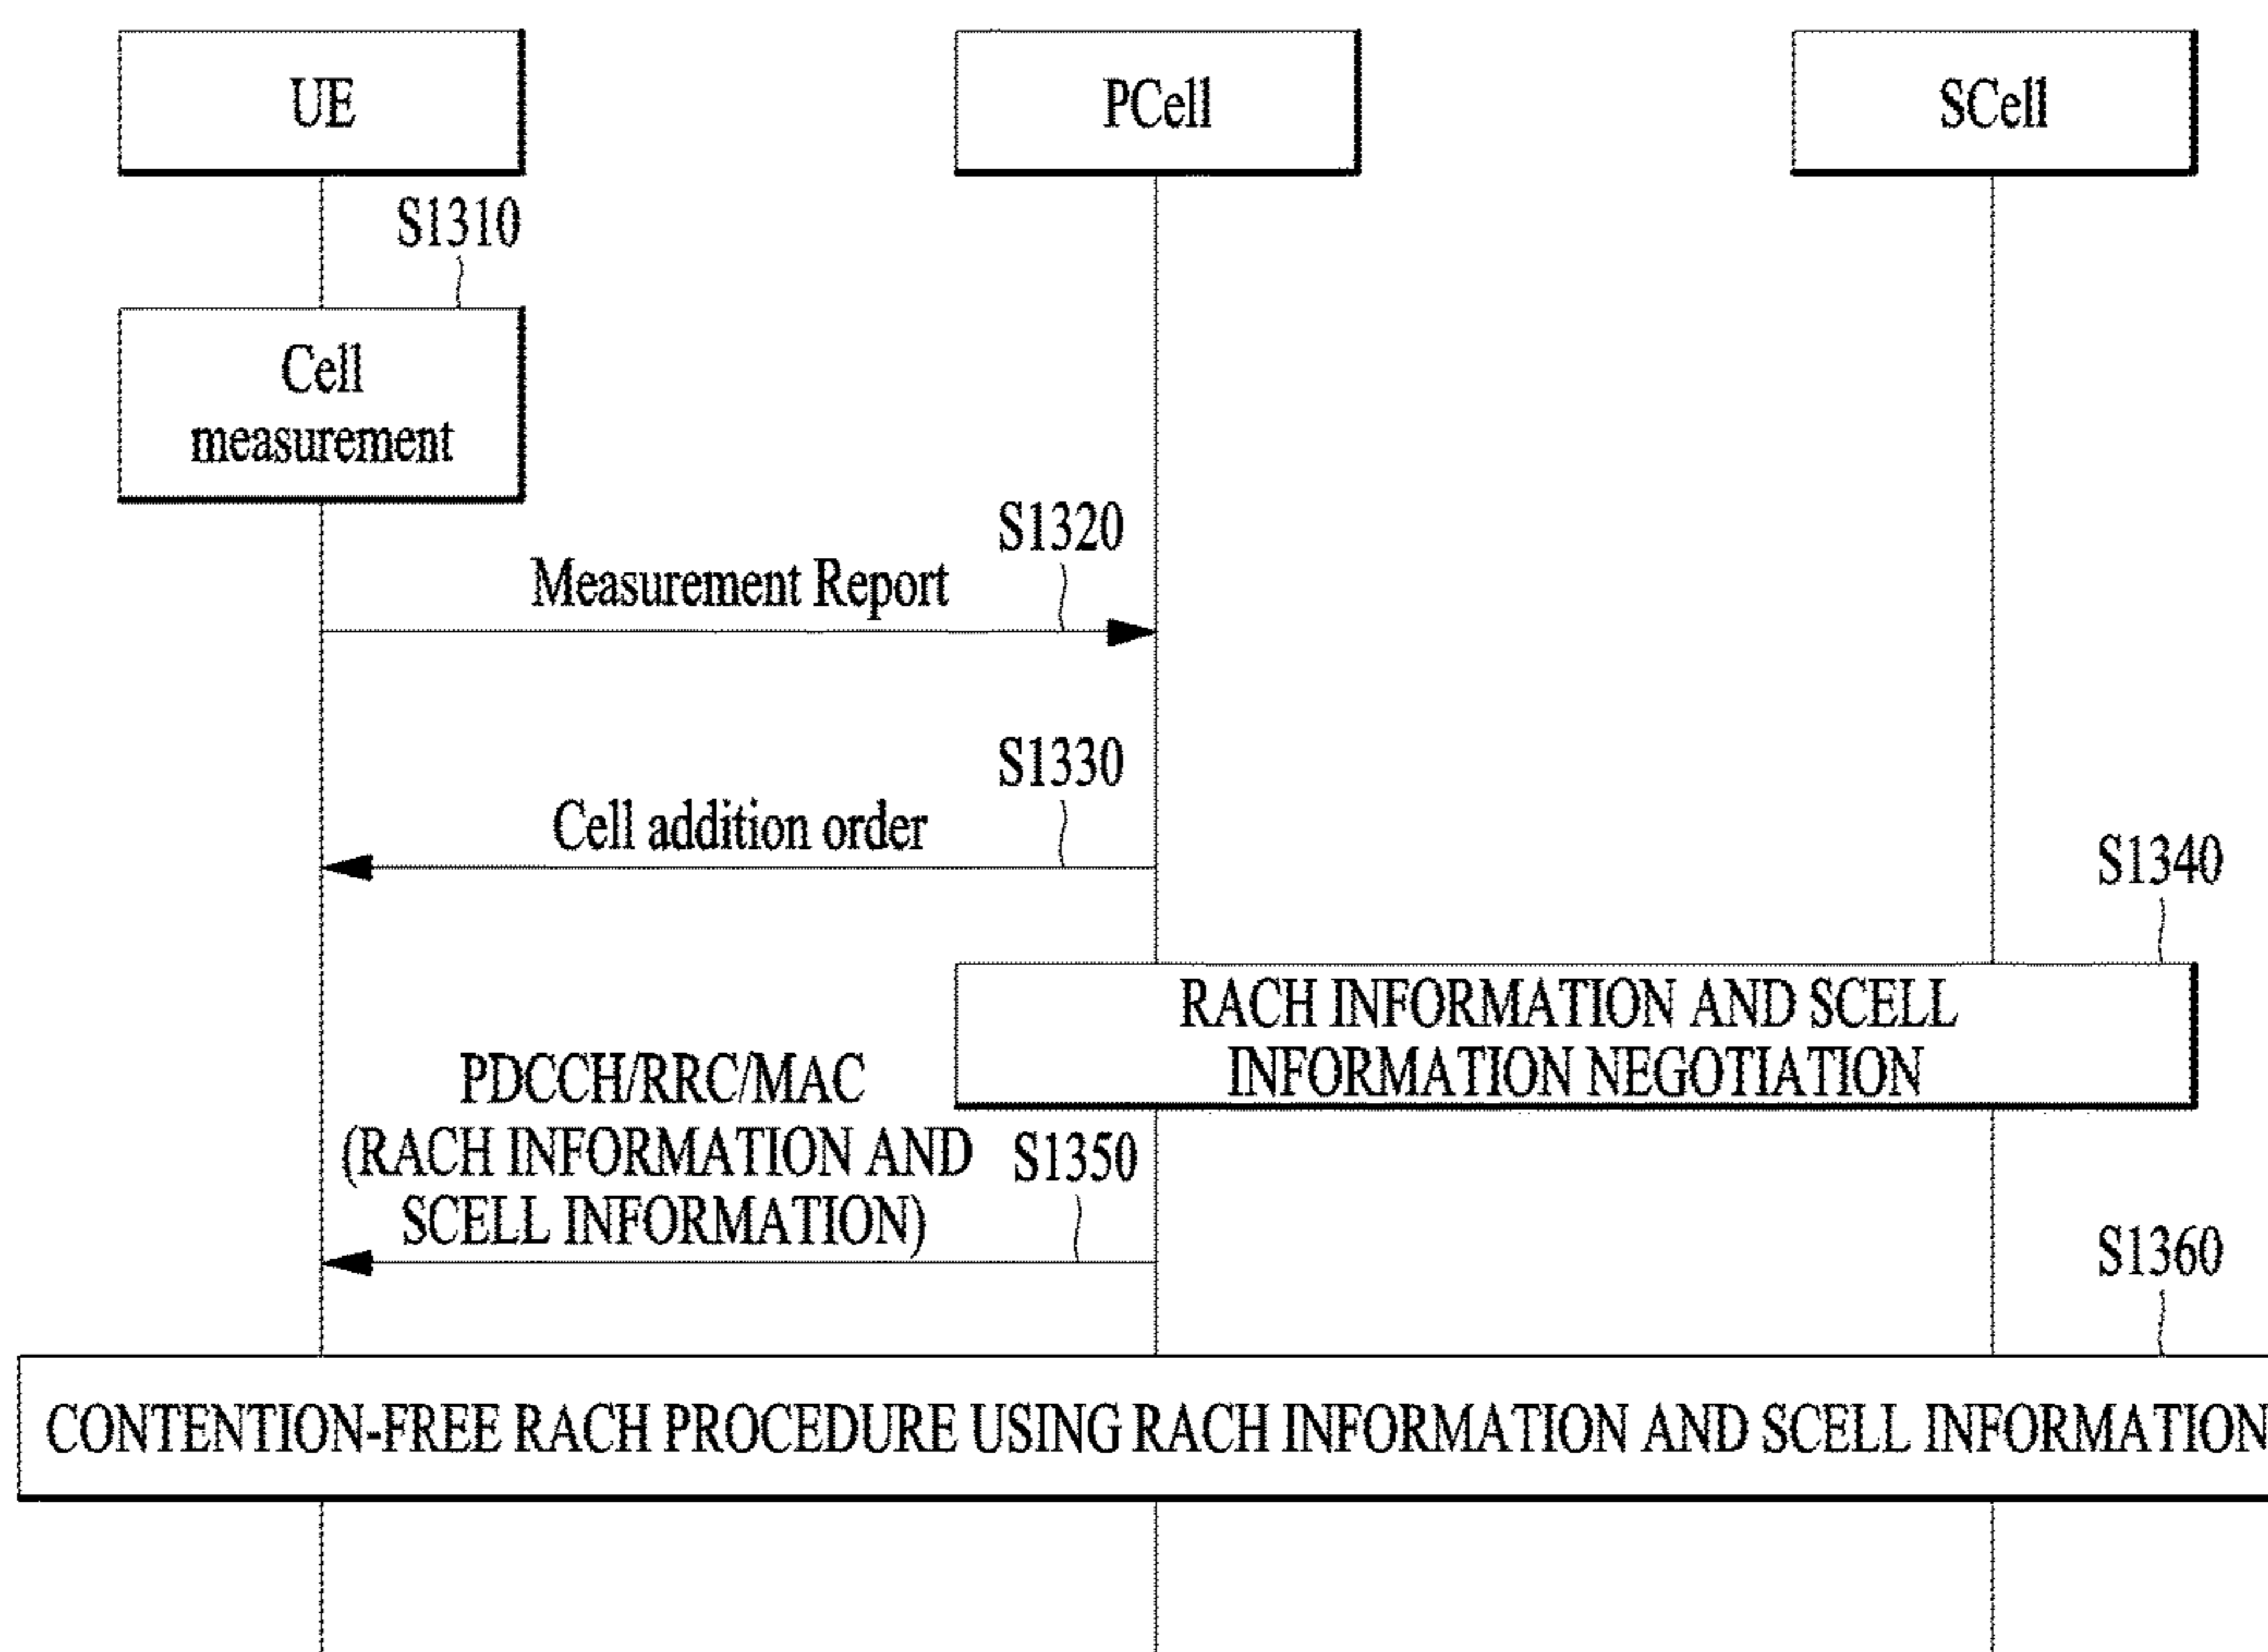 UE
PCell
SCell
S1310
Cell
measurement
S1320
Measurement Report
S1330
Cell addition order
S1340
RACH INFORMATION AND SCELL
INFORMATION NEGOTIATION
PDCCH/RRC/MAC
(RACH INFORMATION AND
SCELL INFORMATION)
S1350
S1360
CONTENTION-FREE RACH PROCEDURE USING RACH INFORMATION AND SCELL INFORMATION